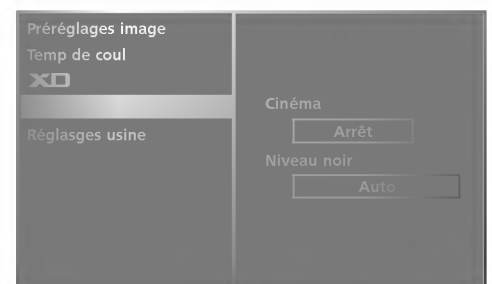 Préréglages image
Temp de coul
XD
Réglasges usine
Cinéma
Arrêt
Niveau noir
Auto